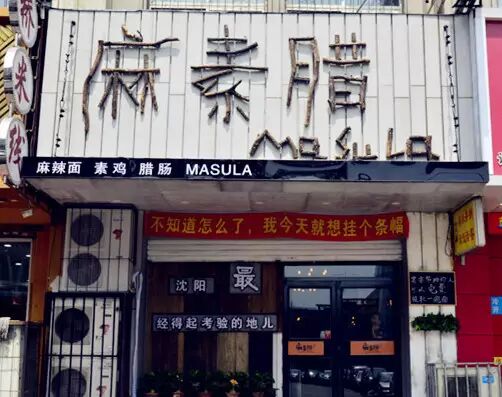 麻素腊
MASULA
麻辣面 素鸡 腊肠 MASULA
不知道怎么了，我今天就想挂个条幅
沈阳
最
经得起考验的地儿